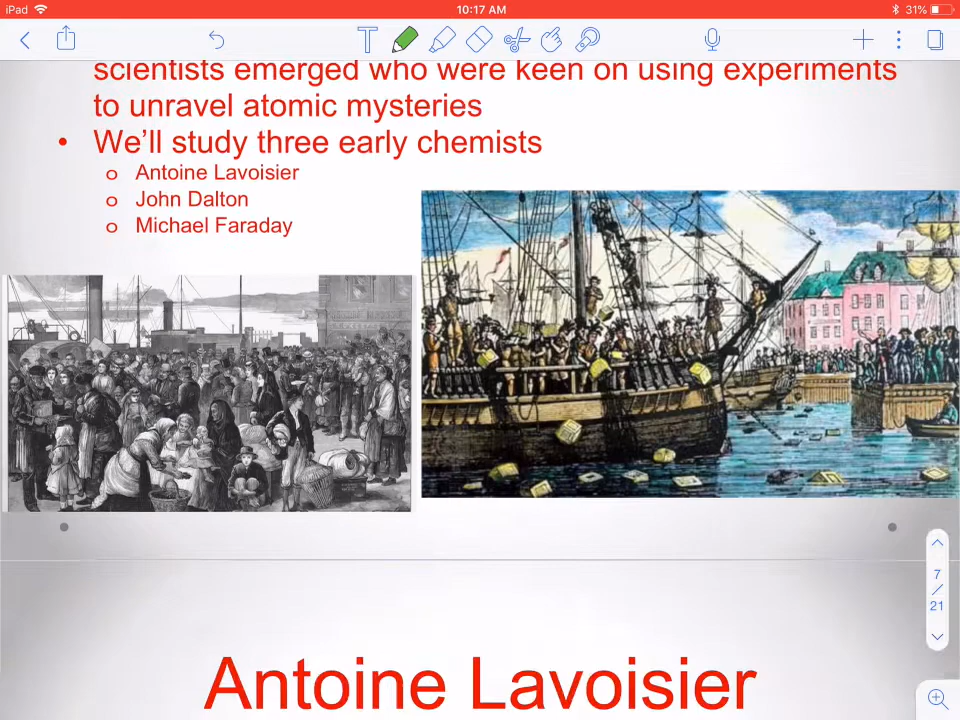 iPad
10:17 AM
31%
scientists emerged who were keen on using experiments
to unravel atomic mysteries
• We’ll study three early chemists
o Antoine Lavoisier
o John Dalton
o Michael Faraday
7
/
21
Antoine Lavoisier